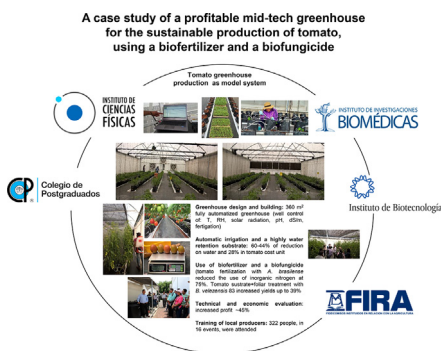 A case study of a profitable mid-tech greenhouse
for the sustainable production of tomato,
using a biofertilizer and a biofungicide
Tomato greenhouse
production as model system
INSTITUTO DE
CIENCIAS
FÍSICAS
INSTITUTO DE INVESTIGACIONES
BIOMÉDICAS
Colegio de
Postgraduados
Instituto de Biotecnología
Greenhouse design and building: 360 m²
fully automatized greenhouse (well control
of: T, RH, solar radiation, pH, dS/m,
fertigation)
Automatic irrigation and a highly water
retention substrate: 60-44% of reduction
on water and 28% in tomato cost unit
Use of biofertilizer and a biofungicide
(tomato fertilization with A. brasilense
reduced the use of inorganic nitrogen at
75%. Tomato sustrate+foliar treatment with
B. velezensis 83 increased yields up to 39%
Technical and economic evaluation:
increased profit ~45%
Training of local producers: 322 people, in
16 events, were attended
FIRA